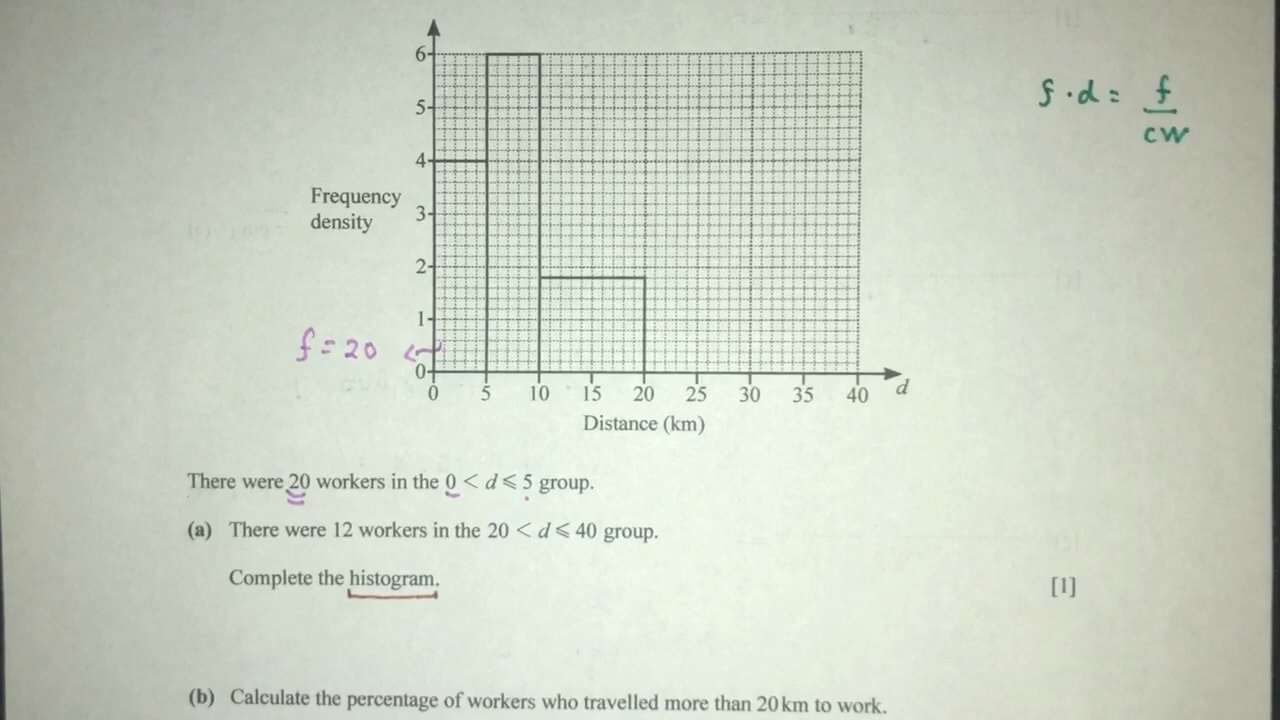 6
5
4
Frequency
density
3
2
1
0
0 5 10 15 20 25 30 35 40 d
Distance (km)
f·d = f
cw
f = 20
There were 20 workers in the 0 < d ⩽ 5 group.
(a) There were 12 workers in the 20 < d ⩽ 40 group.
Complete the histogram.
[1]
(b) Calculate the percentage of workers who travelled more than 20 km to work.